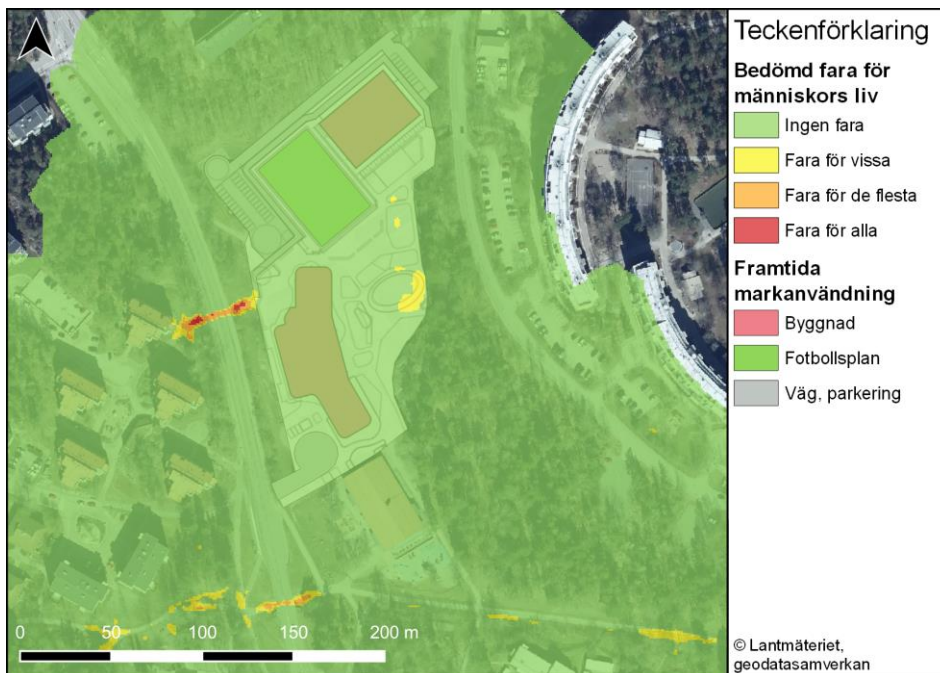 Teckenförklaring
Bedömd fara för
människors liv
Ingen fara
Fara för vissa
Fara för de flesta
Fara för alla
Framtida
markanvändning
Byggnad
Fotbollsplan
Väg, parkering
0 50 100 150 200 m
© Lantmäteriet,
geodatasamverkan